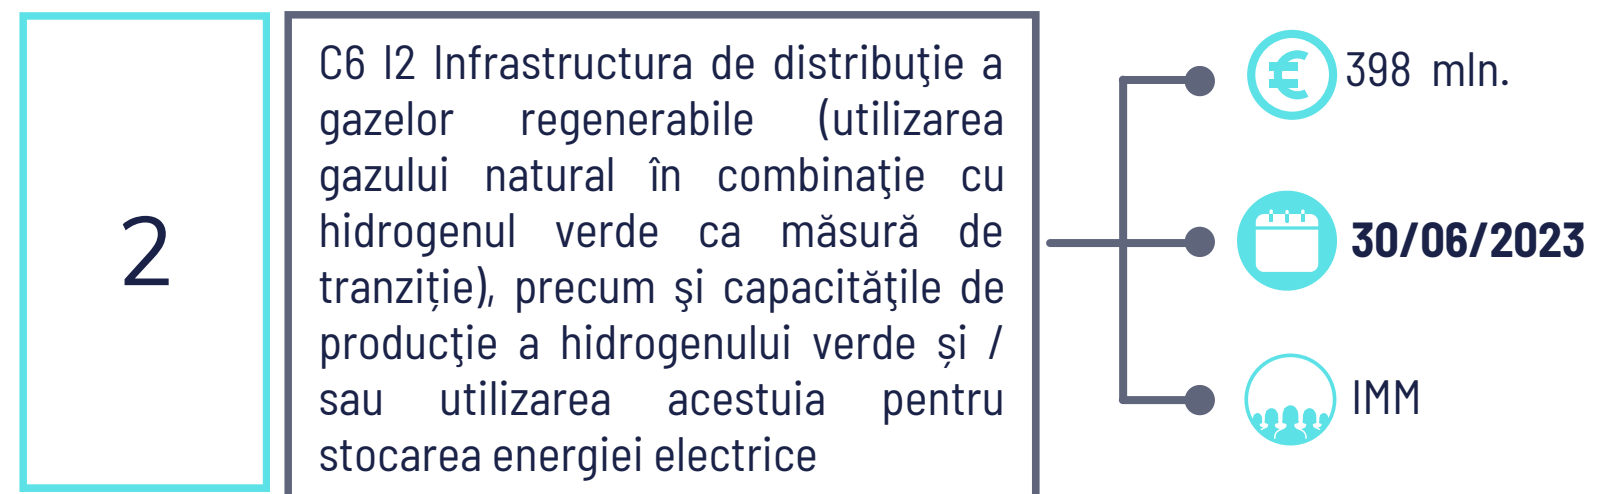 2
C6 I2 Infrastructura de distribuţie a
gazelor regenerabile (utilizarea
gazului natural în combinaţie cu
hidrogenul verde ca măsură de
tranziție), precum şi capacităţile de
producţie a hidrogenului verde și /
sau utilizarea acestuia pentru
stocarea energiei electrice
€ 398 mln.
30/06/2023
IMM